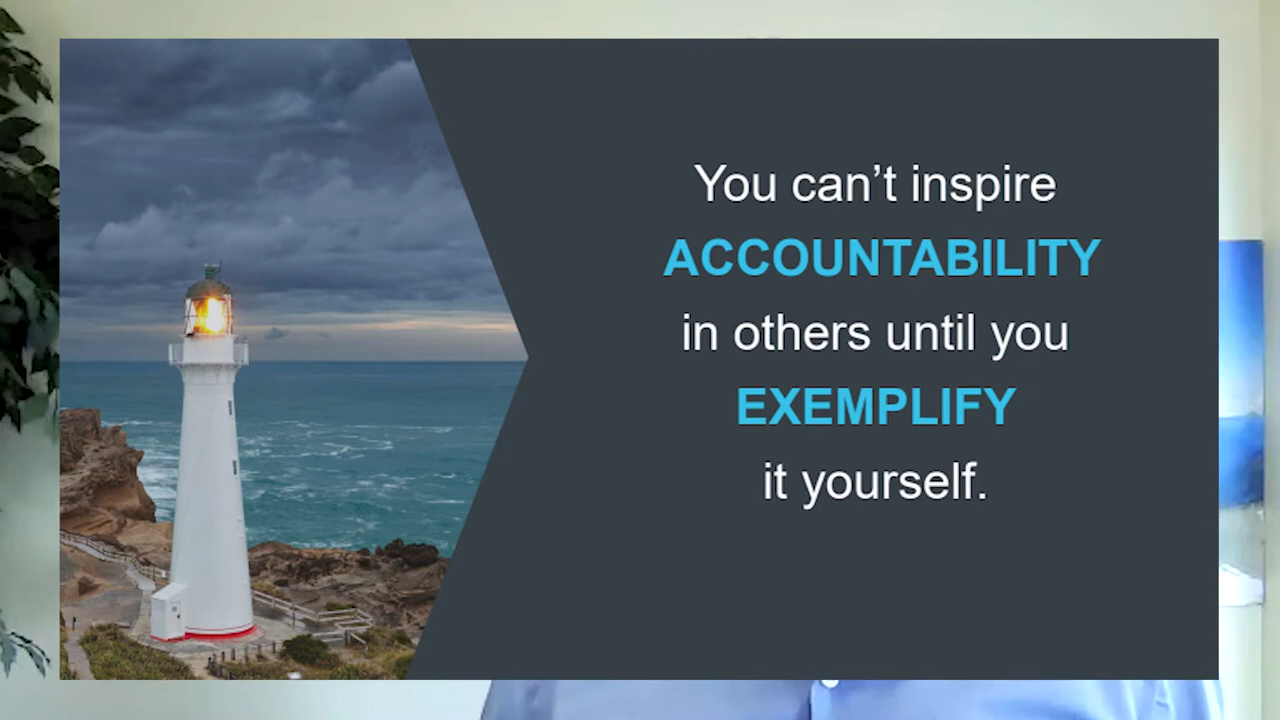 You can’t inspire
ACCOUNTABILITY
in others until you
EXEMPLIFY
it yourself.